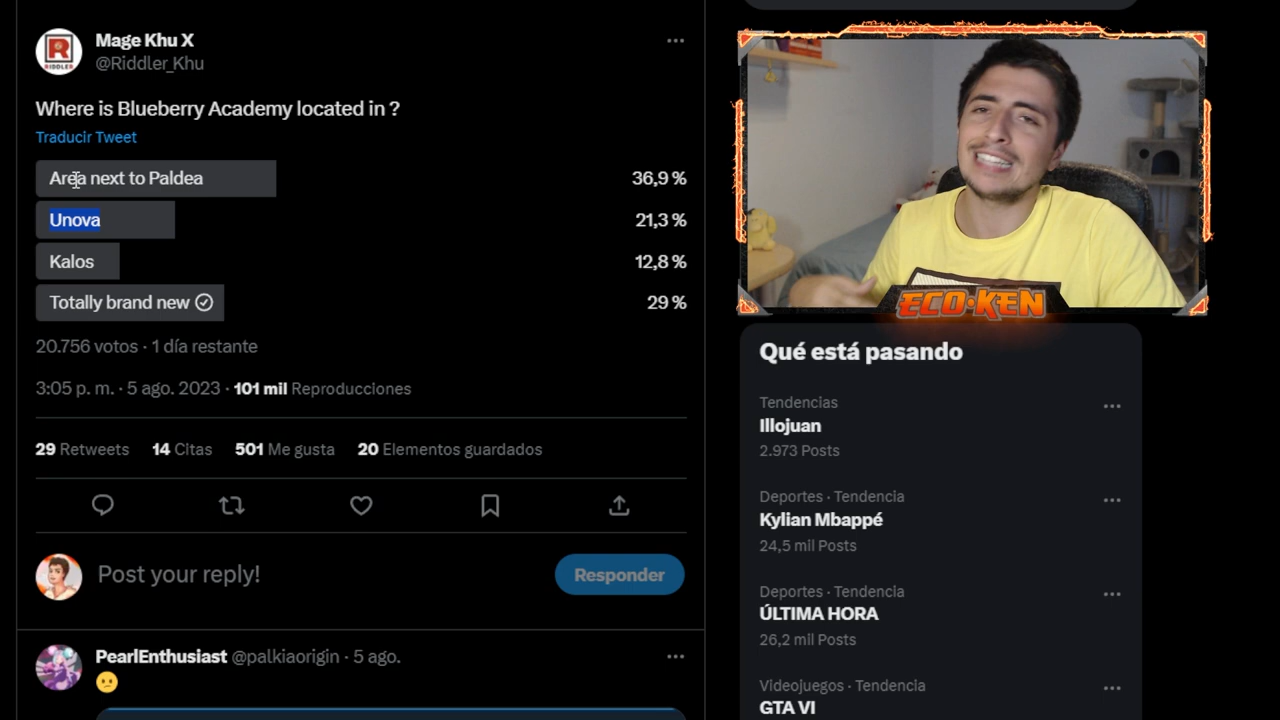 Mage Khu X
@Riddler_Khu
RIDDLER
Where is Blueberry Academy located in ?
Traducir Tweet
Area next to Paldea 36,9 %
Unova 21,3 %
Kalos 12,8 %
Totally brand new 29 %
20.756 votos · 1 día restante
3:05 p. m. · 5 ago. 2023 · 101 mil Reproducciones
29 Retweets 14 Citas 501 Me gusta 20 Elementos guardados
Post your reply!
Responder
PearlEnthusiast @palkiaorigin · 5 ago.
ECO·KEN
Qué está pasando
Tendencias
Illojuan
2.973 Posts
Deportes · Tendencia
Kylian Mbappé
24,5 mil Posts
Deportes · Tendencia
ÚLTIMA HORA
26,2 mil Posts
Videojuegos · Tendencia
GTA VI